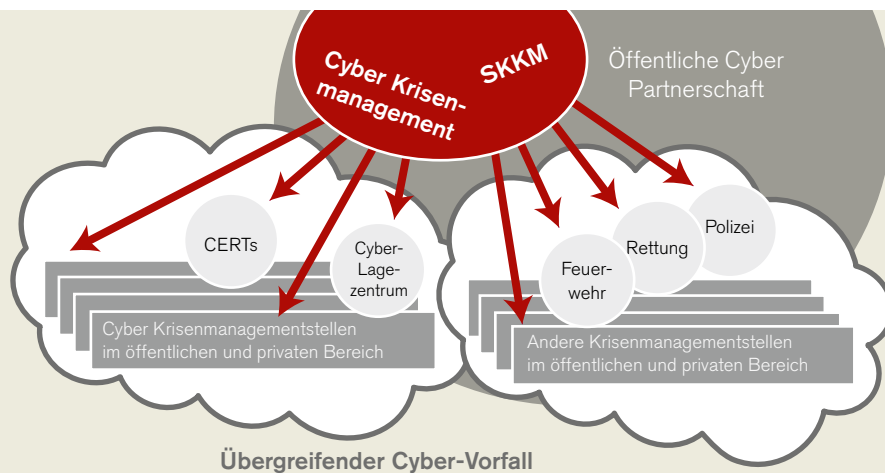 Cyber Krisen-
management
SKKM
Öffentliche Cyber
Partnerschaft
CERTs
Cyber-
Lage-
zentrum
Cyber Krisenmanagementstellen
im öffentlichen und privaten Bereich
Feuer-
wehr
Rettung
Polizei
Andere Krisenmanagementstellen
im öffentlichen und privaten Bereich
Übergreifender Cyber-Vorfall